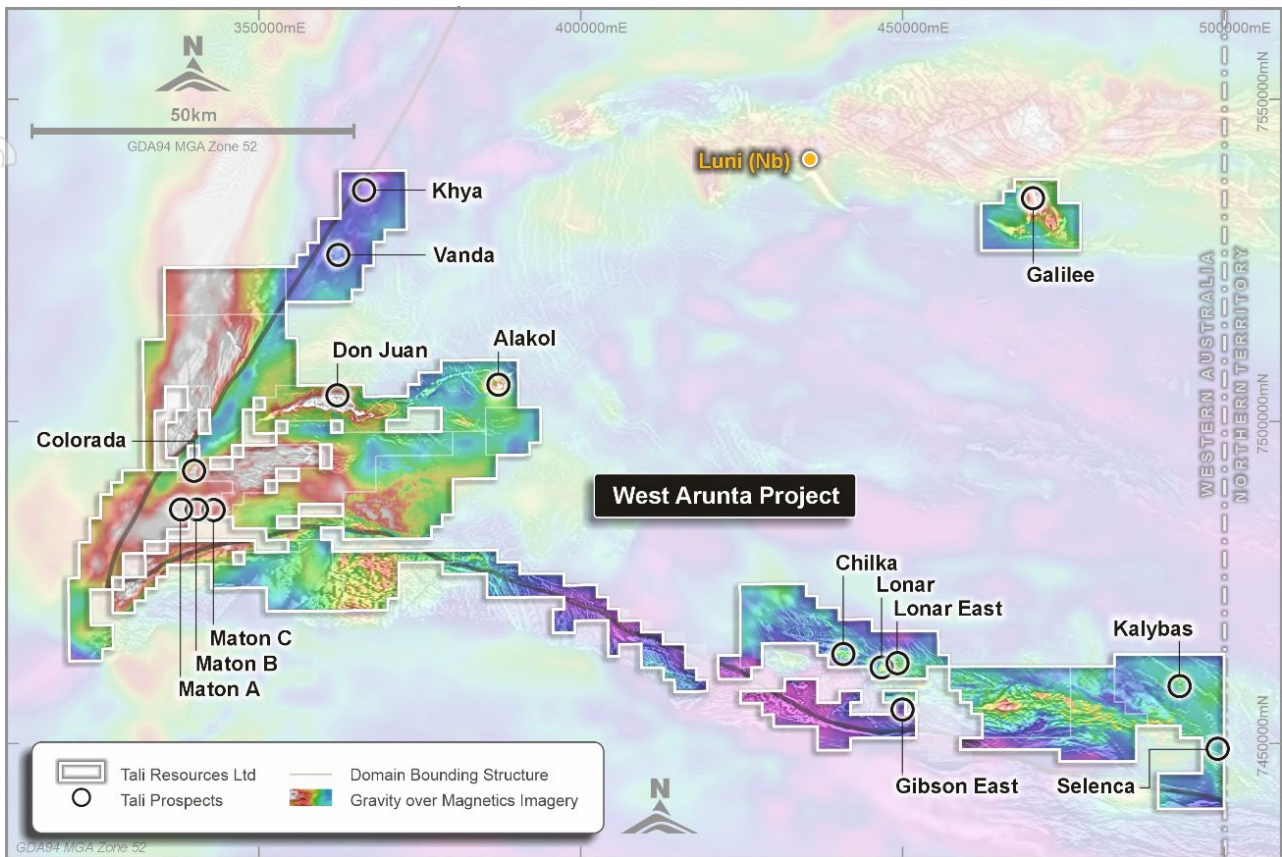 350000mE
400000mE
450000mE
500000mE
N
50km
GDA94 MGA Zone 52
7550000mN
Luni (Nb)
Khya
Vanda
Galilee
WESTERN AUSTRALIA
NORTHERN TERRITORY
Don Juan
Alakol
7500000mN
Colorada
West Arunta Project
Chilka
Lonar
Lonar East
Kalybas
Maton C
Maton B
Maton A
7450000mN
Gibson East
Selenca
Tali Resources Ltd
Domain Bounding Structure
Tali Prospects
Gravity over Magnetics Imagery
N
GDA94 MGA Zone 52